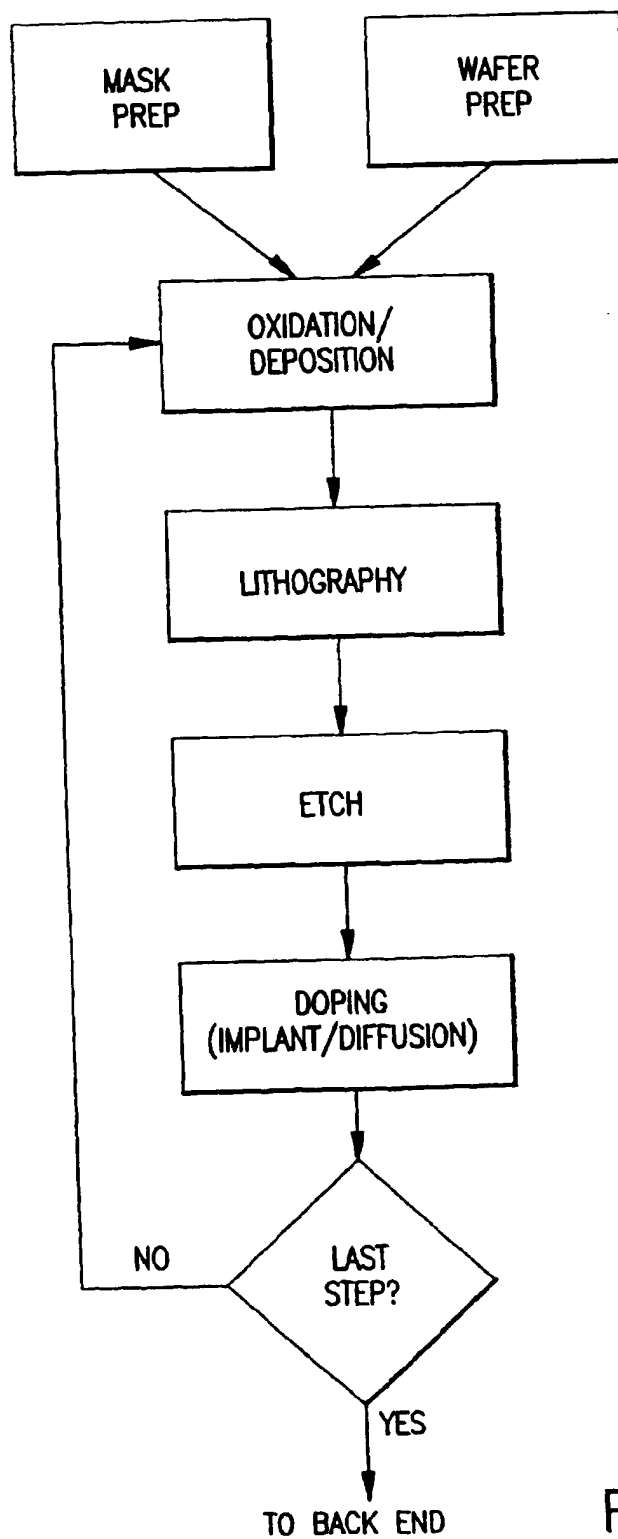 MASK
PREP
WAFER
PREP
OXIDATION/
DEPOSITION
LITHOGRAPHY
ETCH
DOPING
(IMPLANT/DIFFUSION)
LAST
STEP?
NO
YES
TO BACK END